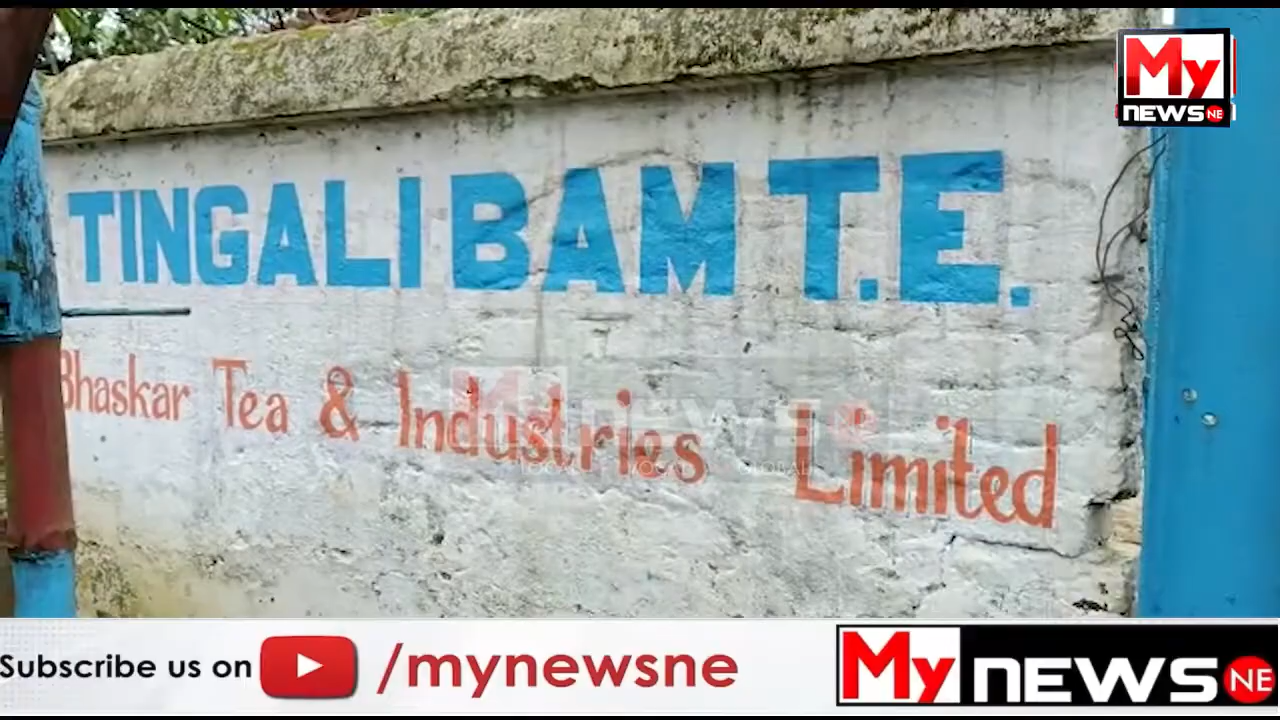 My
NEWS NE
TINGALIBAM T.E.
Bhaskar Tea & Industries Limited
Subscribe us on /mynewsne
My NEWS NE